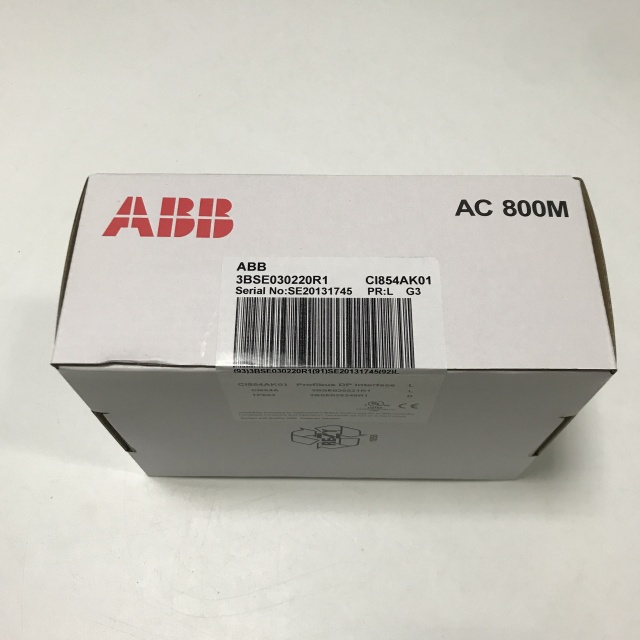 ABB
AC 800M
ABB
3BSE030220R1 CI854AK01
Serial No:SE20131745 PR:L G3
(93)3BSE030220R1(91)SE20131745(92)L
CI854AK01 Profibus DP interface L